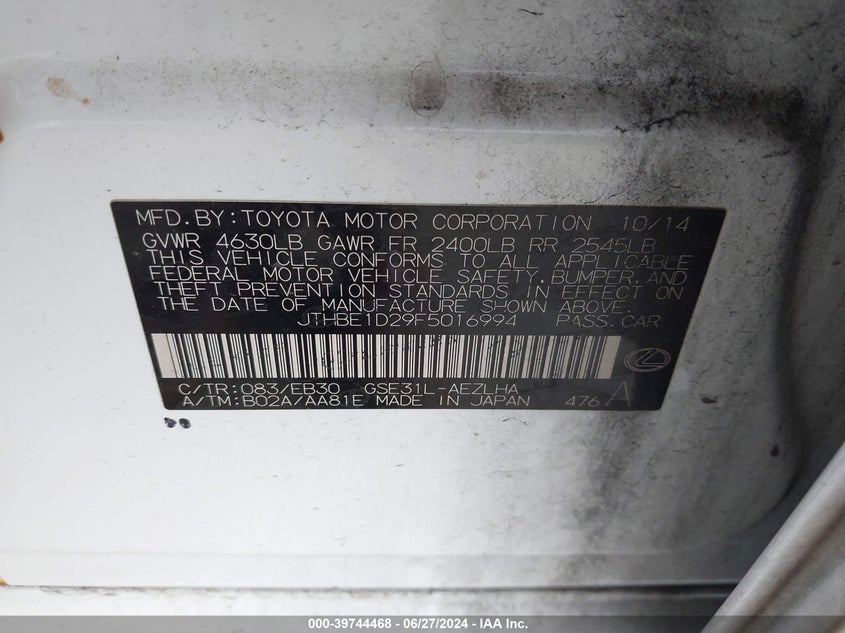 MFD.BY:TOYOTA MOTOR CORPORATION 10/14
GVWR 4630LB GAWR FR 2400LB RR 2545LB
THIS VEHICLE CONFORMS TO ALL APPLICABLE
FEDERAL MOTOR VEHICLE SAFETY,BUMPER,AND
THEFT PREVENTION STANDARDS IN EFFECT ON
THE DATE OF MANUFACTURE SHOWN ABOVE.
JTHBE1D29F5016994 PASS.CAR
C/TR:083/EB30 GSE31L-AEZLHA
A/TM:B02A/AA81E MADE IN JAPAN 476 A
000-39744468 | 06/27/2024 | IAA Inc.